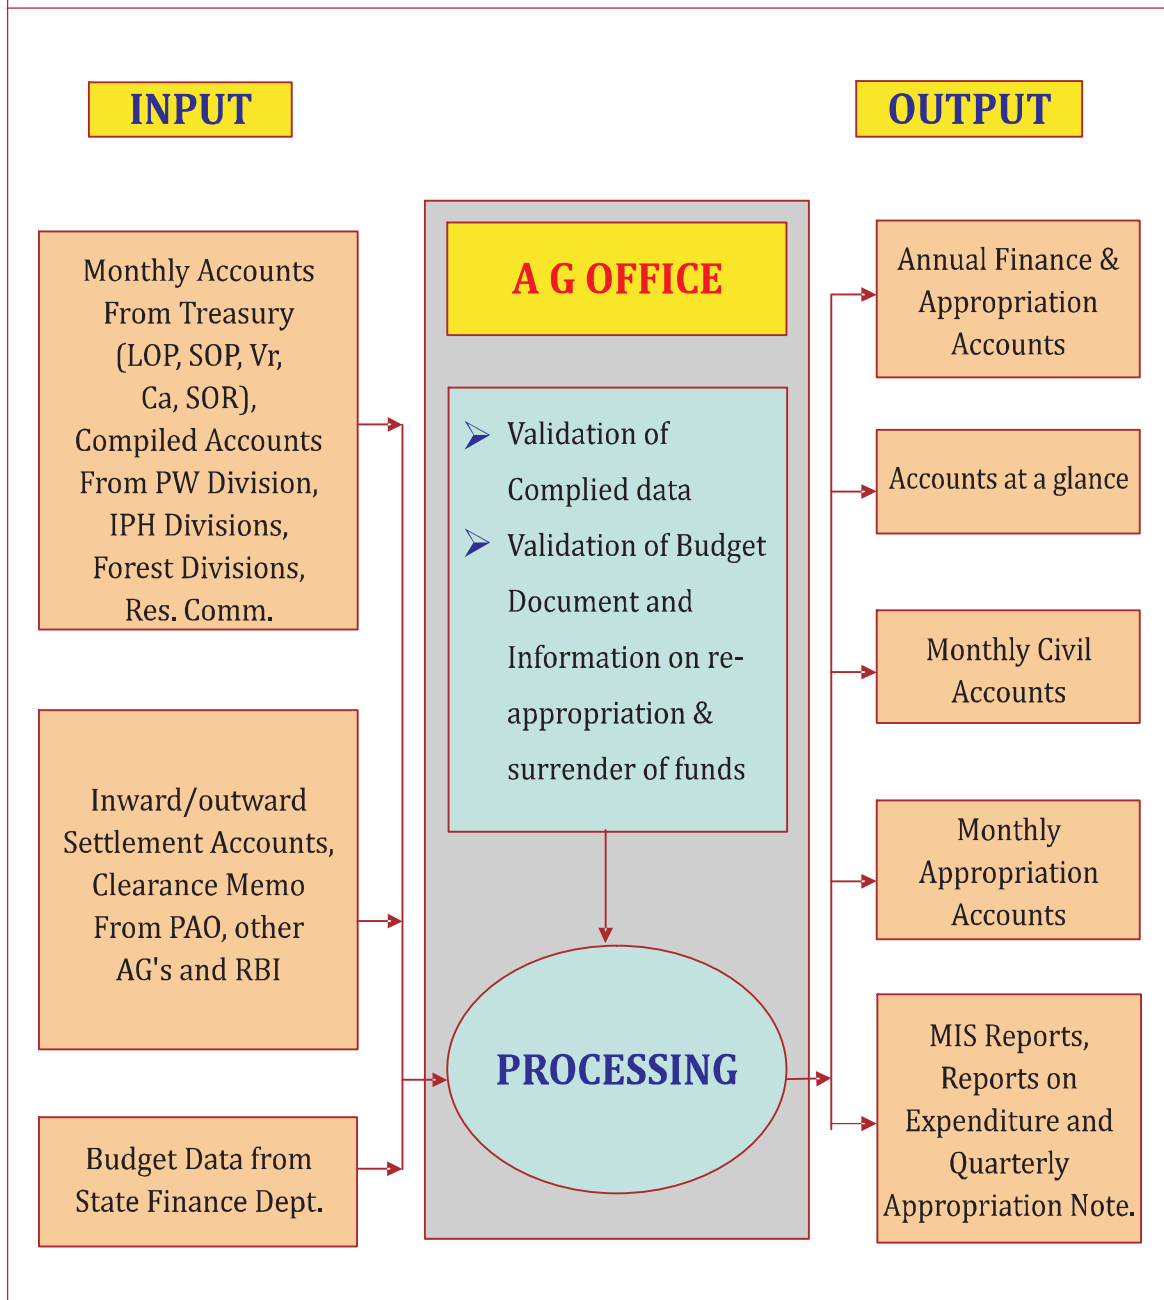 INPUT
OUTPUT
Monthly Accounts
From Treasury
(LOP, SOP, Vr,
Ca, SOR),
Compiled Accounts
From PW Division,
IPH Divisions,
Forest Divisions,
Res. Comm.
Inward/outward
Settlement Accounts,
Clearance Memo
From PAO, other
AG's and RBI
Budget Data from
State Finance Dept.
A G OFFICE
Validation of
Complied data
Validation of Budget
Document and
Information on re-
appropriation &
surrender of funds
PROCESSING
Annual Finance &
Appropriation
Accounts
Accounts at a glance
Monthly Civil
Accounts
Monthly
Appropriation
Accounts
MIS Reports,
Reports on
Expenditure and
Quarterly
Appropriation Note.